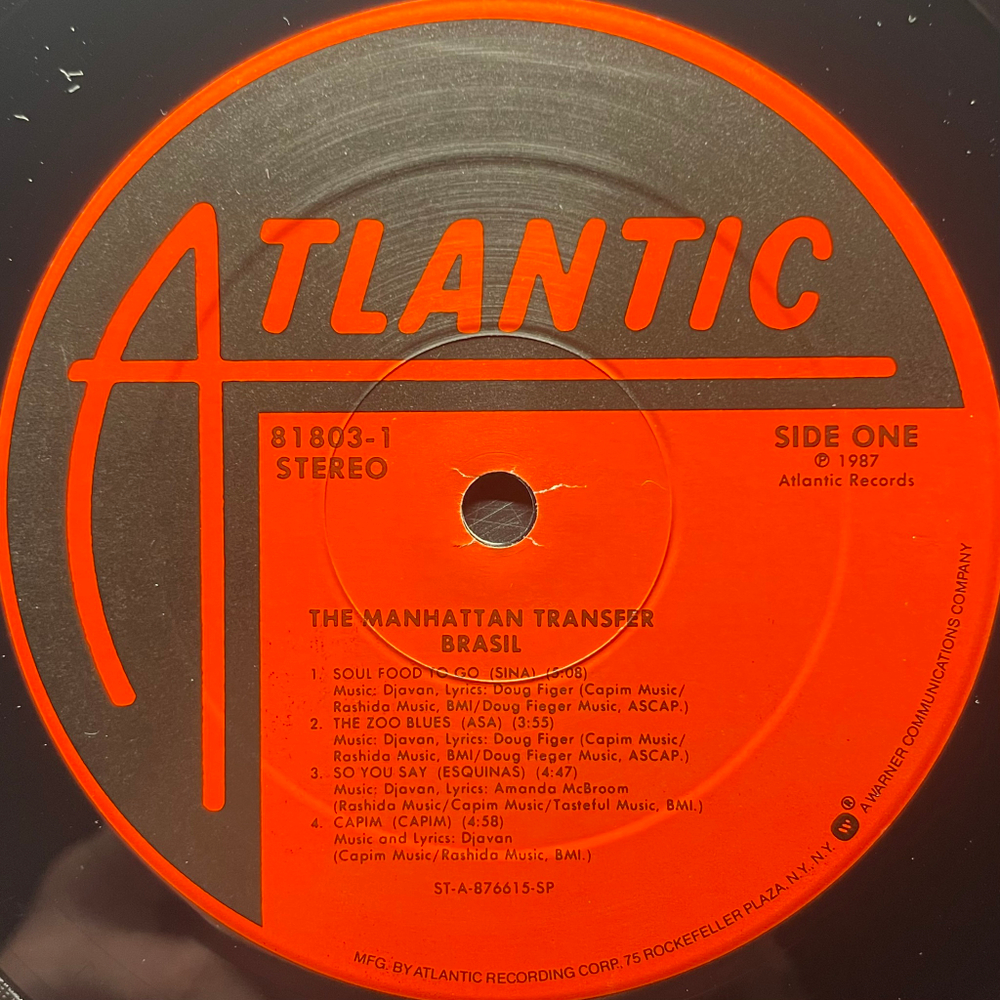 ATLANTIC
81803-1
STEREO
SIDE ONE
℗ 1987
Atlantic Records
THE MANHATTAN TRANSFER
BRASIL
1. SOUL FOOD TO GO (SINA) (5:08)
Music: Djavan, Lyrics: Doug Figer (Capim Music/
Rashida Music, BMI/Doug Fieger Music, ASCAP.)
2. THE ZOO BLUES (ASA) (3:55)
Music: Djavan, Lyrics: Doug Figer (Capim Music/
Rashida Music, BMI/Doug Fieger Music, ASCAP.)
3. SO YOU SAY (ESQUINAS) (4:47)
Music: Djavan, Lyrics: Amanda McBroom
(Rashida Music/Capim Music/Tasteful Music, BMI.)
4. CAPIM (CAPIM) (4:58)
Music and Lyrics: Djavan
(Capim Music/Rashida Music, BMI.)
ST-A-876615-SP
MFG. BY ATLANTIC RECORDING CORP., 75 ROCKEFELLER PLAZA, N.Y., N.Y. W ® A WARNER COMMUNICATIONS COMPANY